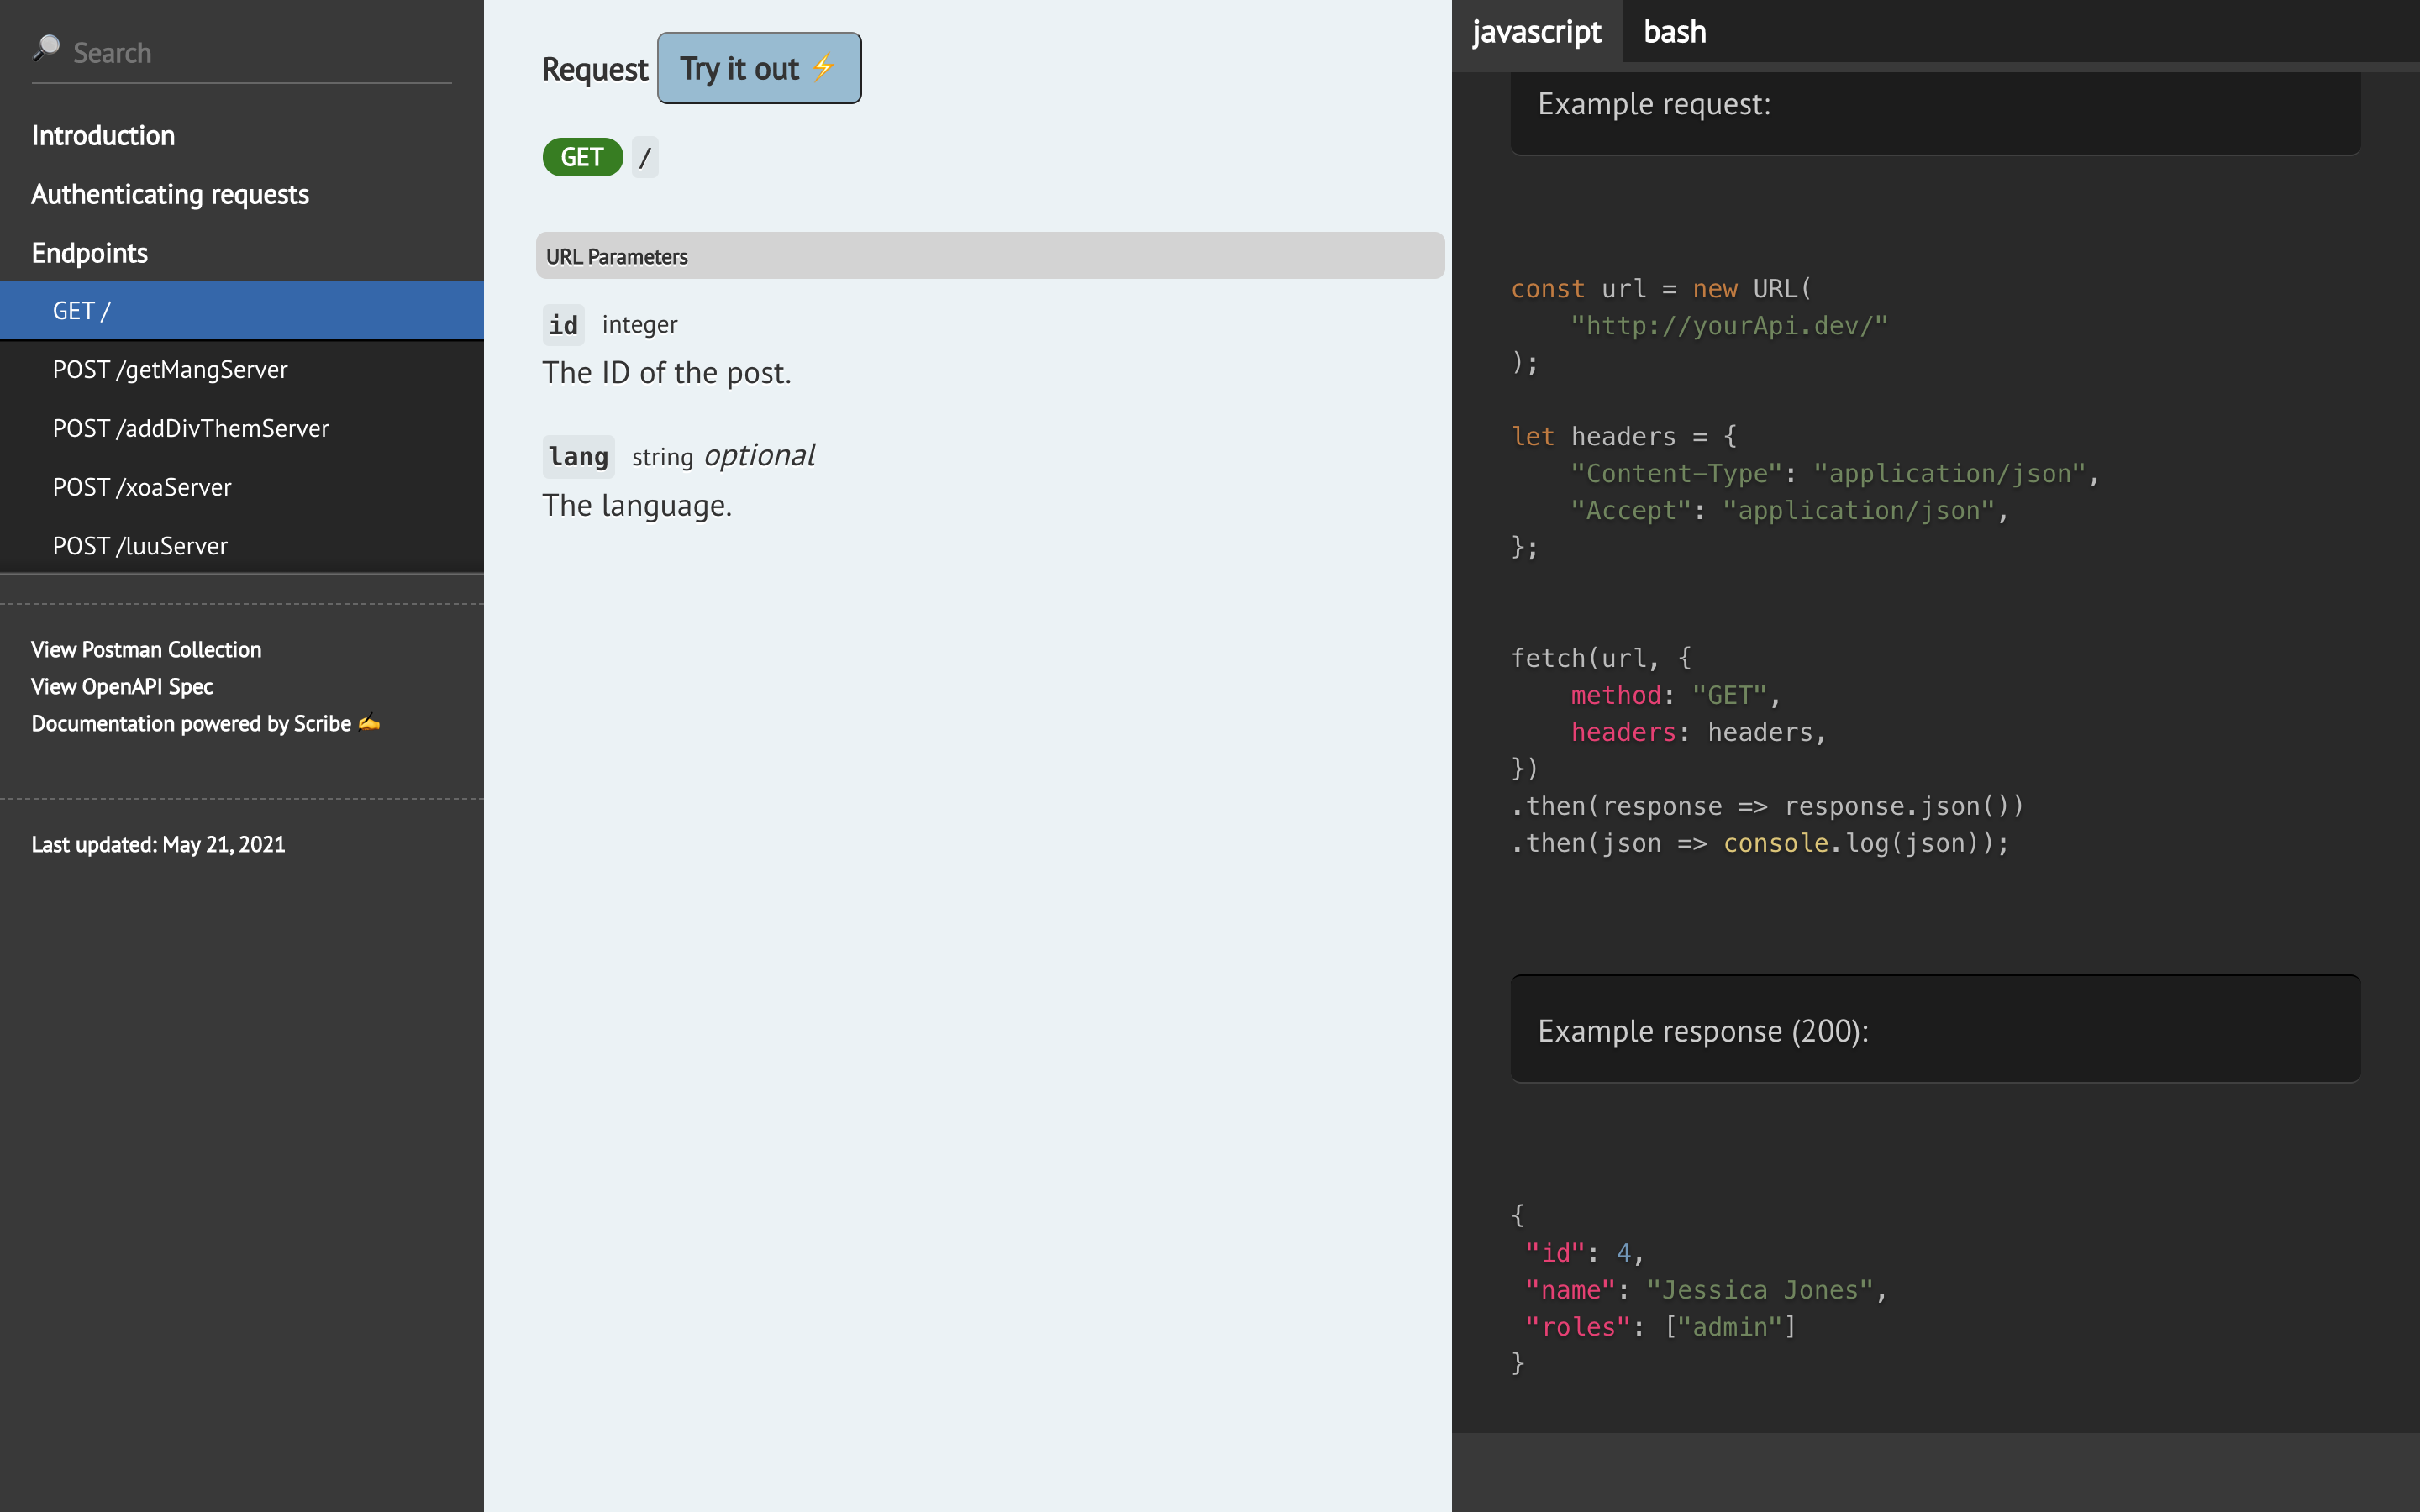 Search
Introduction
Authenticating requests
Endpoints
GET /
POST /getMangServer
POST /addDivThemServer
POST /xoaServer
POST /luuServer
View Postman Collection
View OpenAPI Spec
Documentation powered by Scribe ✍
Last updated: May 21, 2021
Request Try it out ⚡
GET /
URL Parameters
id integer
The ID of the post.
lang string optional
The language.
javascript bash
Example request:
const url = new URL(
    "http://yourApi.dev/"
);
let headers = {
    "Content-Type": "application/json",
    "Accept": "application/json",
};
fetch(url, {
    method: "GET",
    headers: headers,
})
.then(response => response.json())
.then(json => console.log(json));
Example response (200):
{
 "id": 4,
 "name": "Jessica Jones",
 "roles": ["admin"]
}